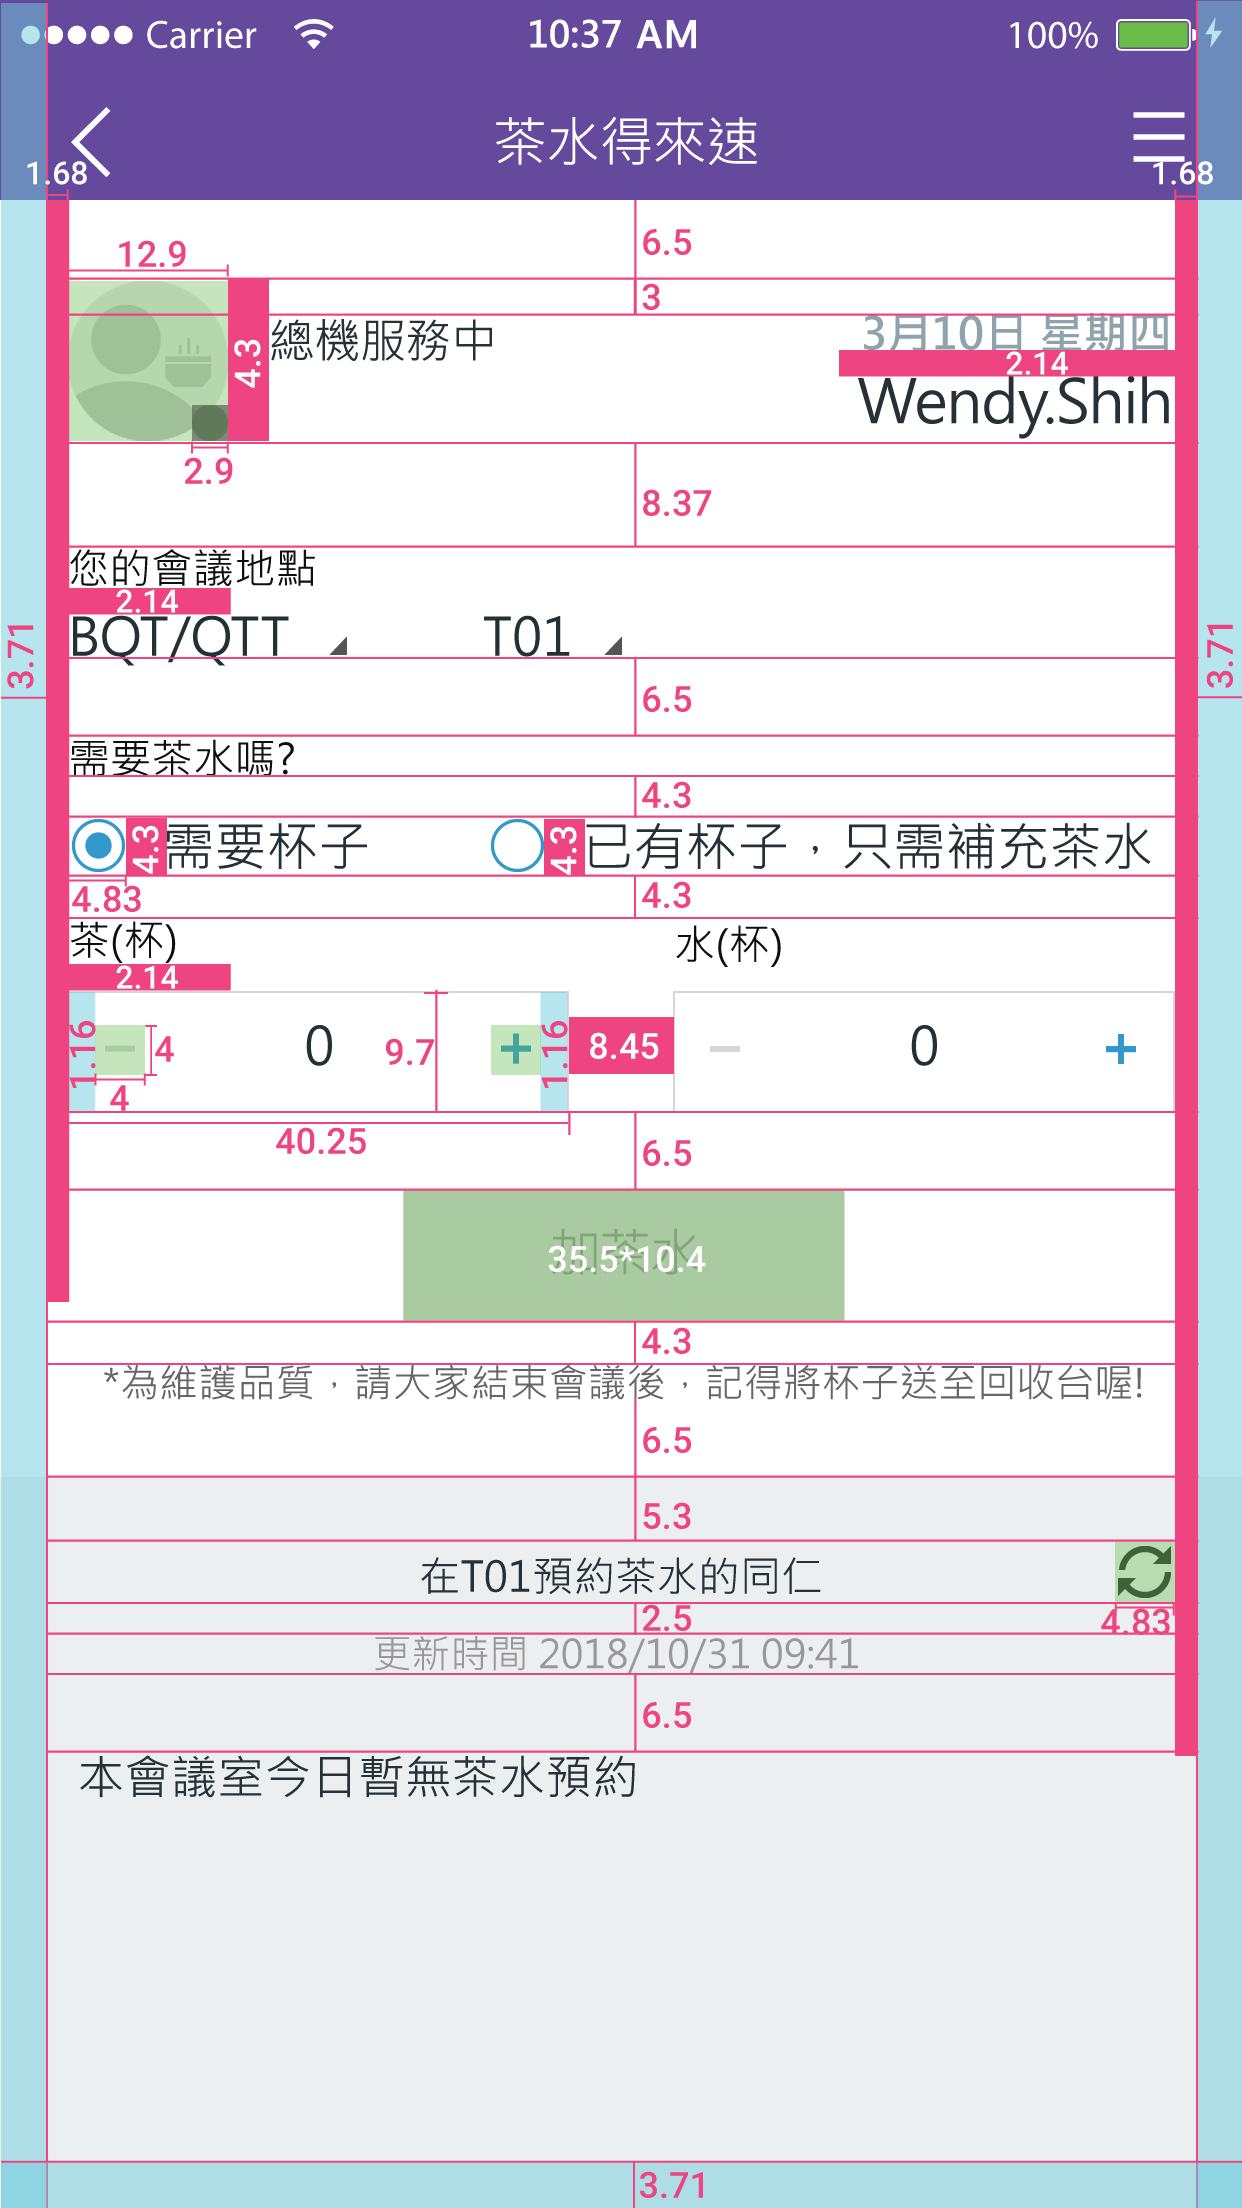 Carrier 10:37 AM 100%
茶水得來速
1.68 1.68
6.5
12.9
3
總機服務中 3月10日 星期四
4.3 2.14
Wendy.Shih
2.9
8.37
您的會議地點
2.14
BQT/QTT T01
3.71 3.71
6.5
需要茶水嗎?
4.3
4.3 需要杯子 4.3 已有杯子，只需補充茶水
4.83 4.3
茶(杯) 水(杯)
2.14
1.16 − 4 0 9.7 + 1.16 8.45 − 0 +
4
40.25
6.5
加茶水
35.5*10.4
4.3
*為維護品質，請大家結束會議後，記得將杯子送至回收台喔!
6.5
5.3
在T01預約茶水的同仁
2.5 4.83
更新時間 2018/10/31 09:41
6.5
本會議室今日暫無茶水預約
3.71